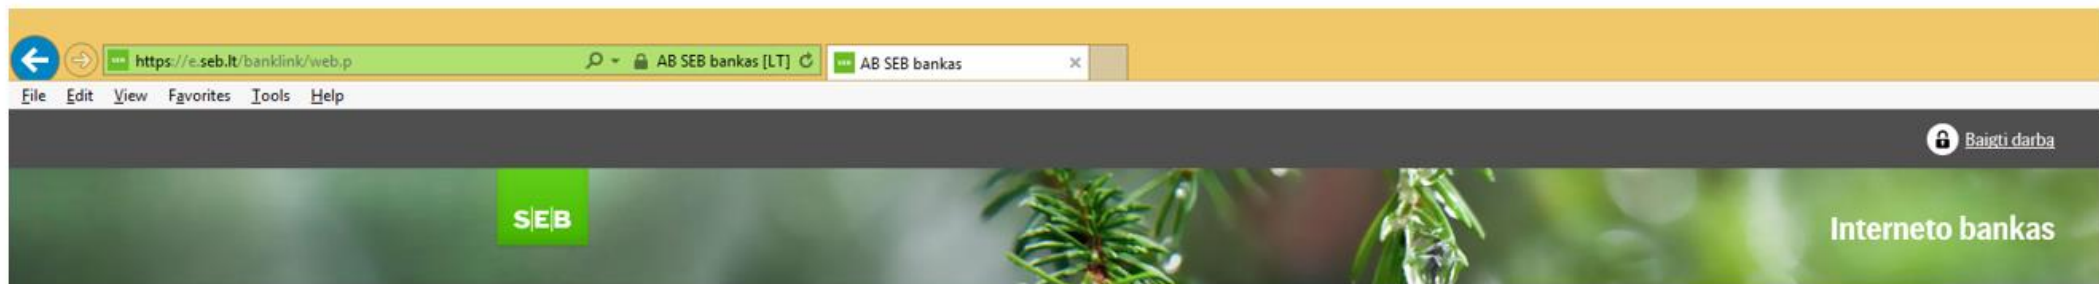 https://e.seb.lt/banklink/web.p AB SEB bankas [LT] AB SEB bankas
File Edit View Favorites Tools Help
Baigti darbą
S|E|B
Interneto bankas